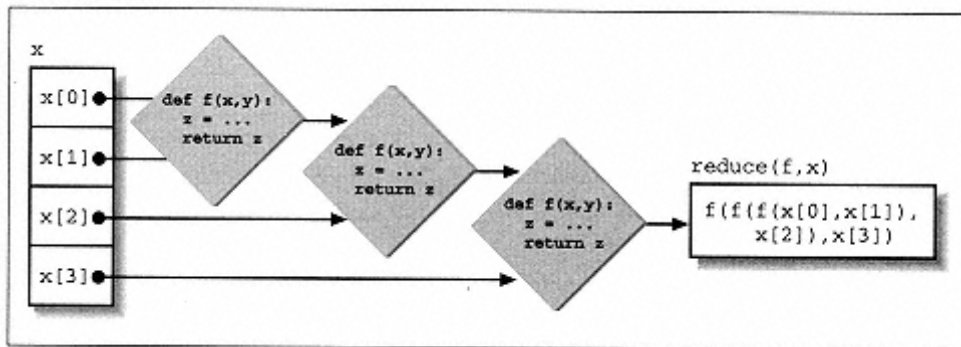 x
x[0]
x[1]
x[2]
x[3]
def f(x,y):
z = ...
return z
def f(x,y):
z = ...
return z
def f(x,y):
z = ...
return z
reduce(f,x)
f(f(f(x[0],x[1]),
x[2]),x[3])